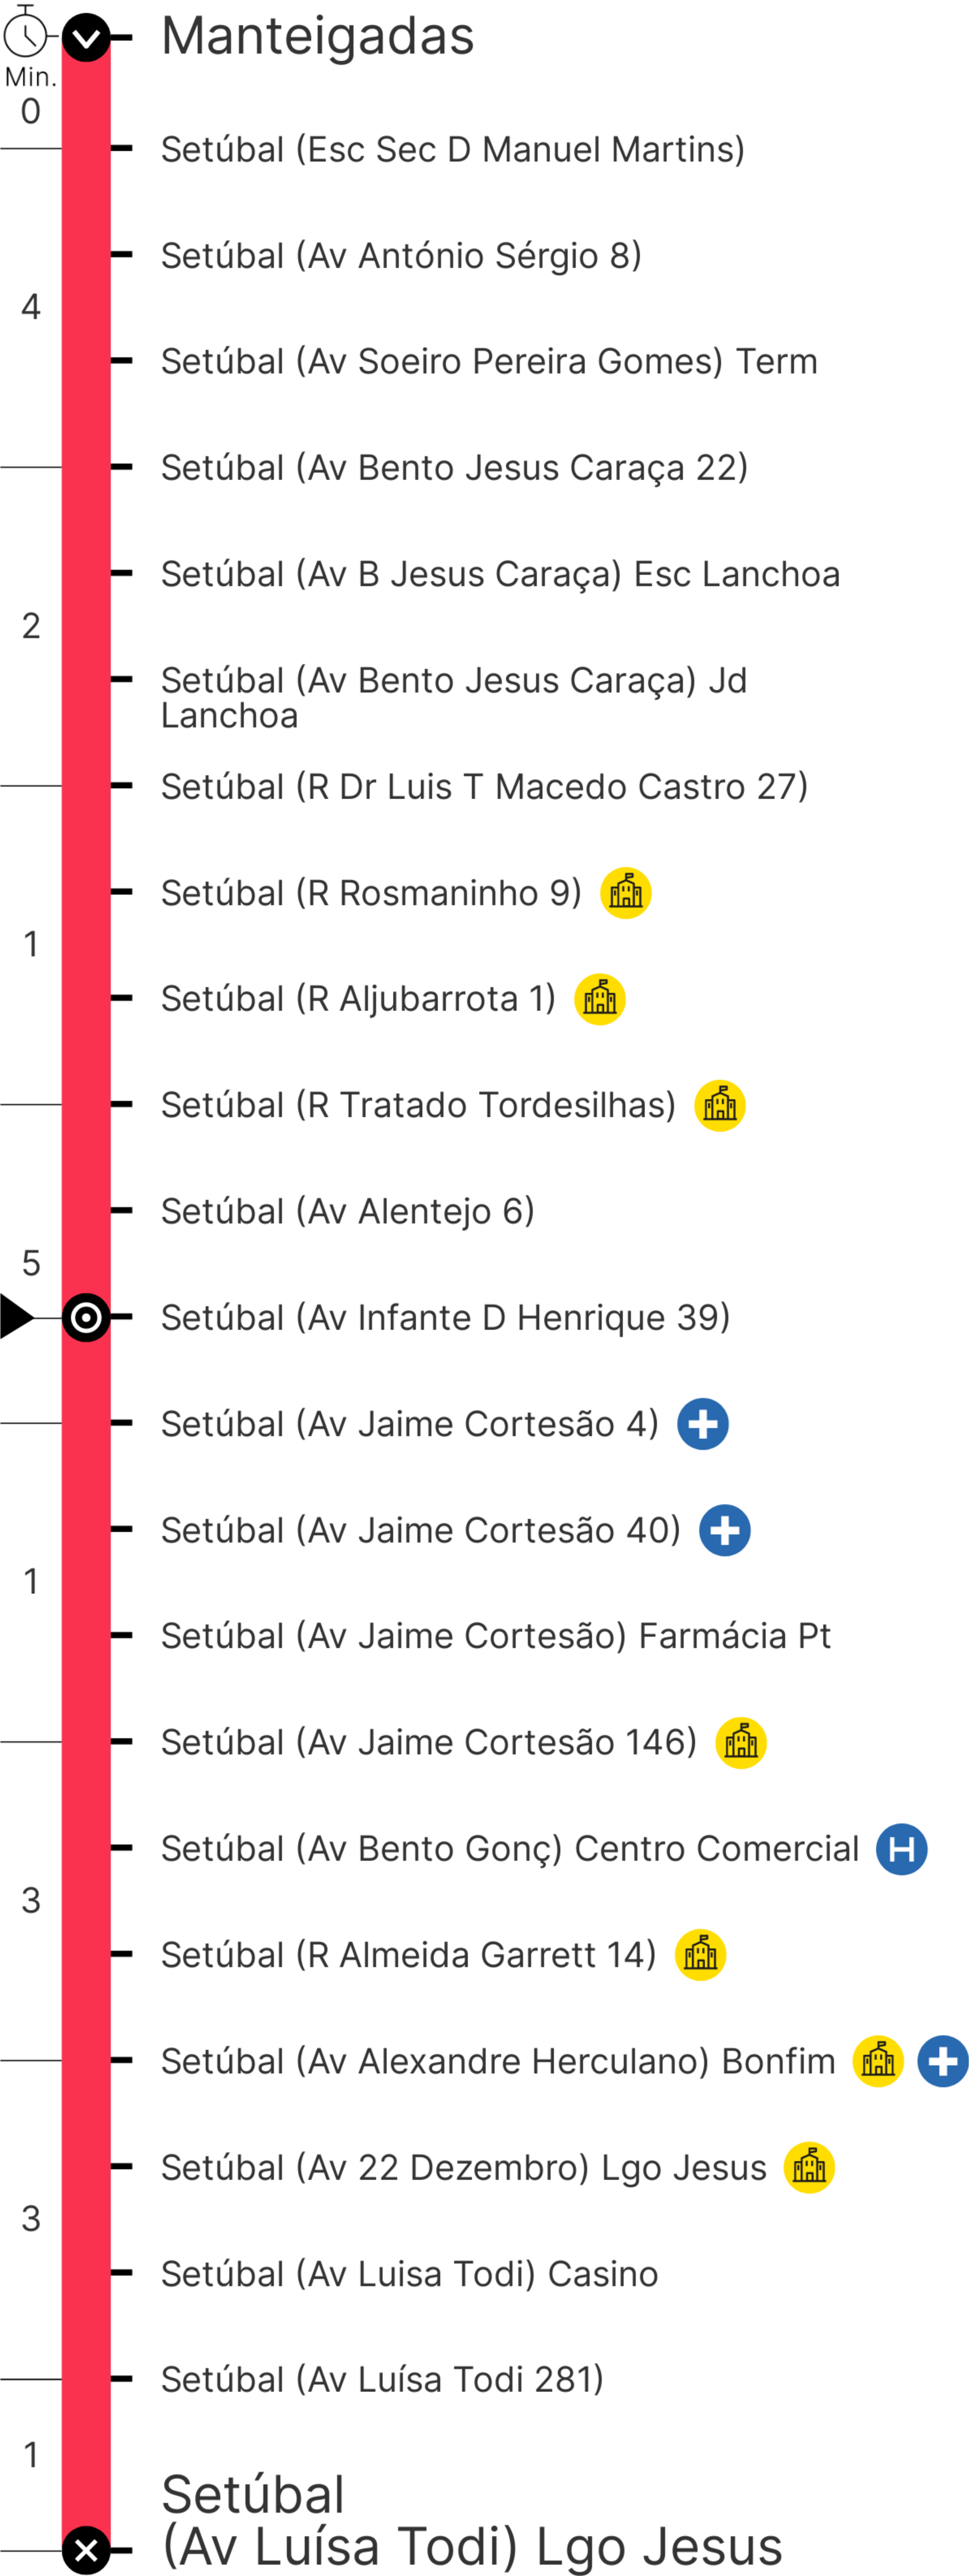 Manteigadas
Min.
0
Setúbal (Esc Sec D Manuel Martins)
Setúbal (Av António Sérgio 8)
4
Setúbal (Av Soeiro Pereira Gomes) Term
Setúbal (Av Bento Jesus Caraça 22)
Setúbal (Av B Jesus Caraça) Esc Lanchoa
2
Setúbal (Av Bento Jesus Caraça) Jd
Lanchoa
Setúbal (R Dr Luis T Macedo Castro 27)
Setúbal (R Rosmaninho 9)
1
Setúbal (R Aljubarrota 1)
Setúbal (R Tratado Tordesilhas)
Setúbal (Av Alentejo 6)
5
Setúbal (Av Infante D Henrique 39)
Setúbal (Av Jaime Cortesão 4)
Setúbal (Av Jaime Cortesão 40)
1
Setúbal (Av Jaime Cortesão) Farmácia Pt
Setúbal (Av Jaime Cortesão 146)
Setúbal (Av Bento Gonç) Centro Comercial H
3
Setúbal (R Almeida Garrett 14)
Setúbal (Av Alexandre Herculano) Bonfim
Setúbal (Av 22 Dezembro) Lgo Jesus
3
Setúbal (Av Luisa Todi) Casino
Setúbal (Av Luísa Todi 281)
1
Setúbal
(Av Luísa Todi) Lgo Jesus